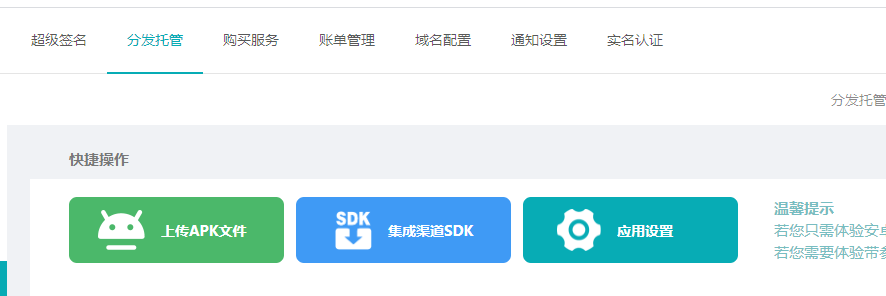 超级签名 分发托管 购买服务 账单管理 域名配置 通知设置 实名认证
分发托管
快捷操作
上传APK文件
SDK
集成渠道SDK
应用设置
温馨提示
若您只需体验安卓
若您需要体验带参